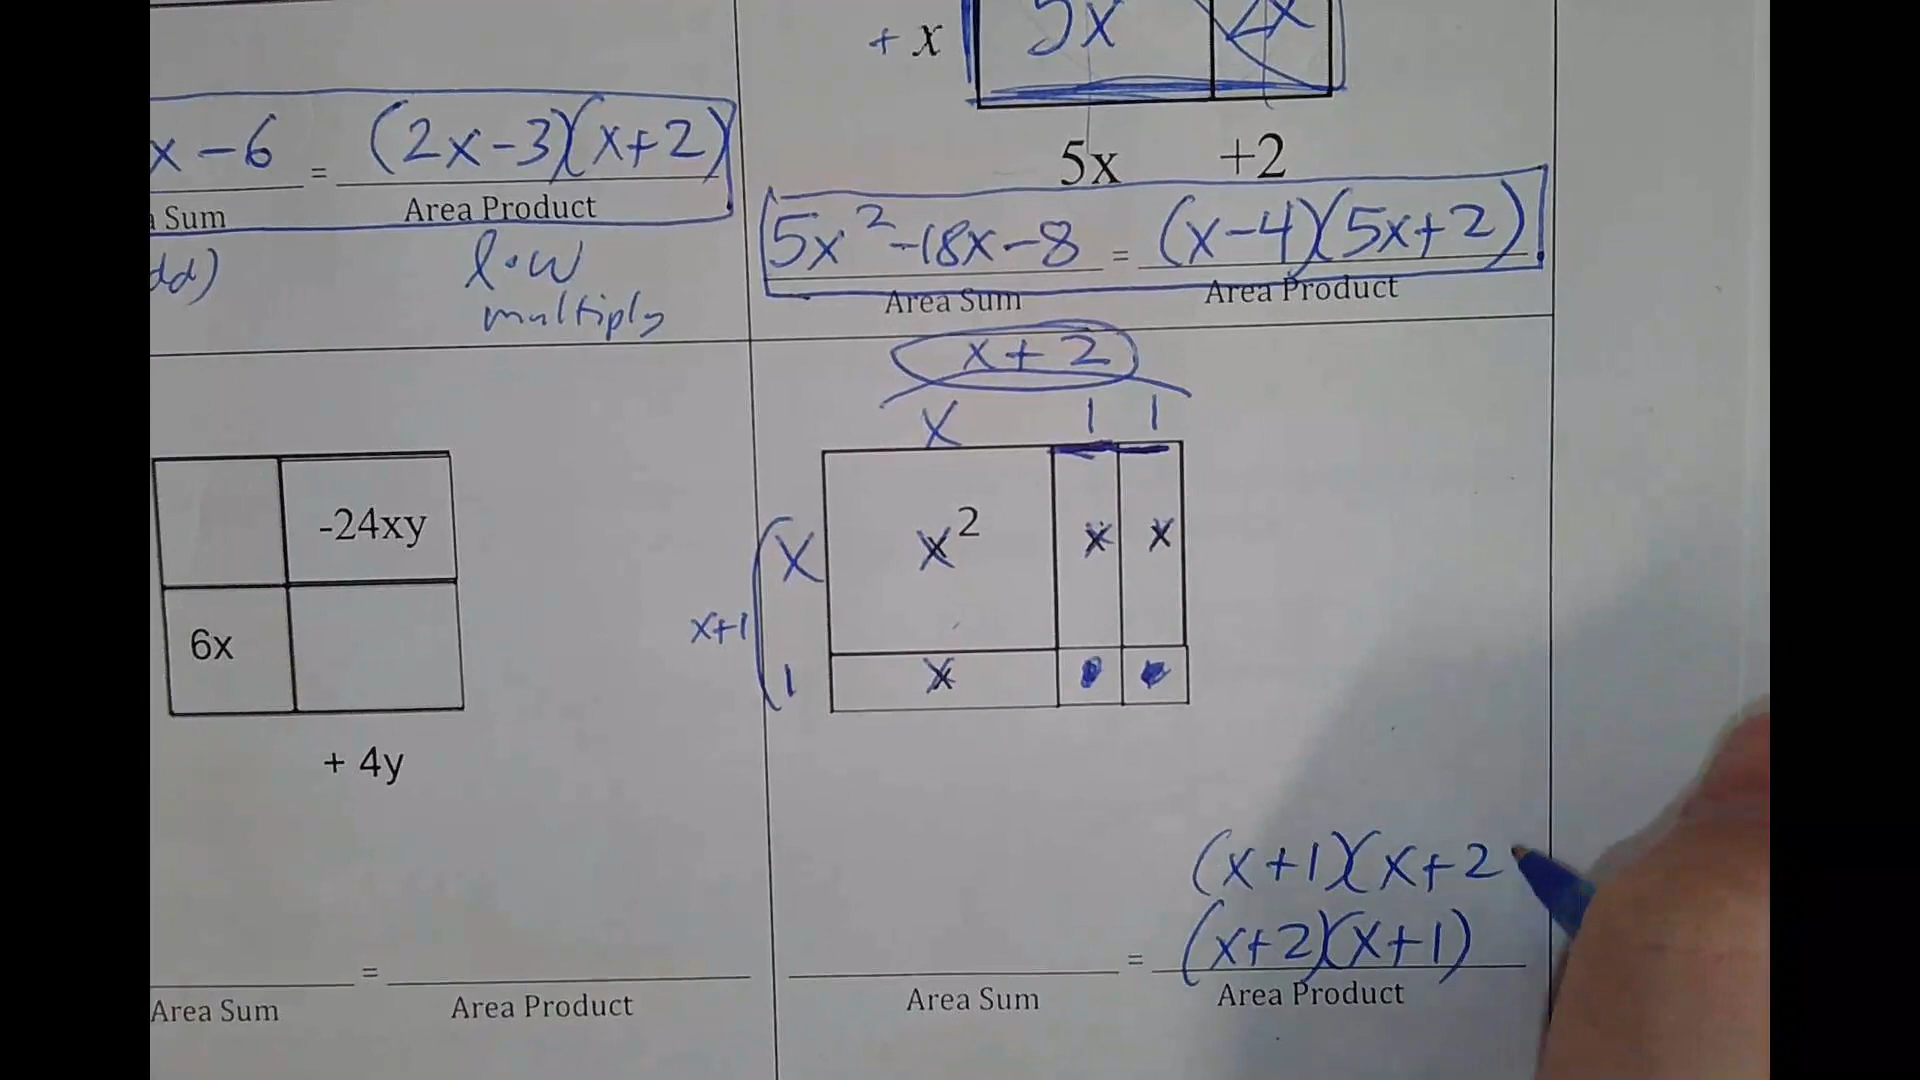 + x 5x 2x
5x +2
x - 6 = (2x-3)(x+2)
Sum Area Product
dd) l·w
multiply
5x²-18x-8 = (x-4)(5x+2)
Area Sum Area Product
-24xy
6x
+ 4y
=
Area Sum Area Product
x+2
x 1 1
x x² x x
x+1
1 x
(x+1)(x+2
= (x+2)(x+1)
Area Sum Area Product